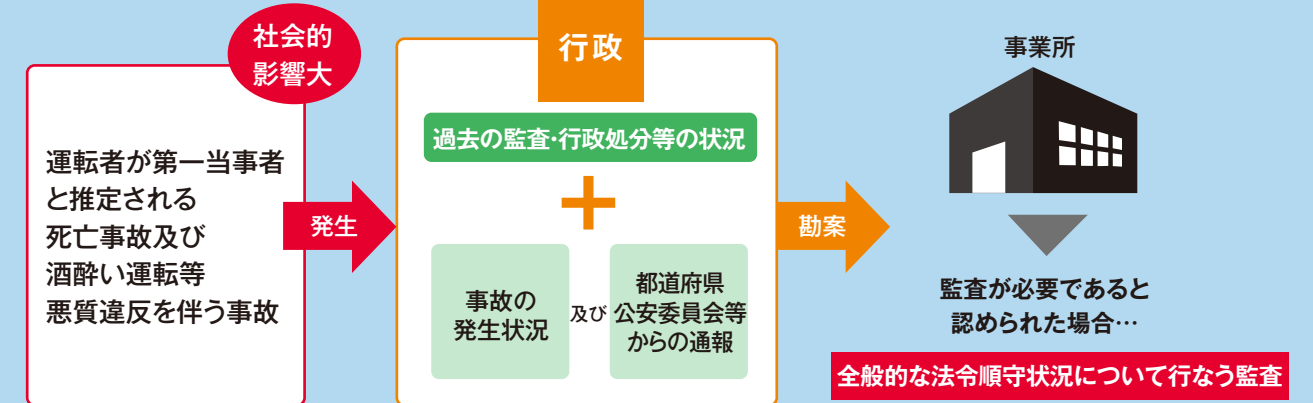 社会的
影響大
運転者が第一当事者
と推定される
死亡事故及び
酒酔い運転等
悪質違反を伴う事故
発生
行政
過去の監査・行政処分等の状況
+
事故の
発生状況
及び
都道府県
公安委員会等
からの通報
勘案
事業所
監査が必要であると
認められた場合…
全般的な法令順守状況について行なう監査